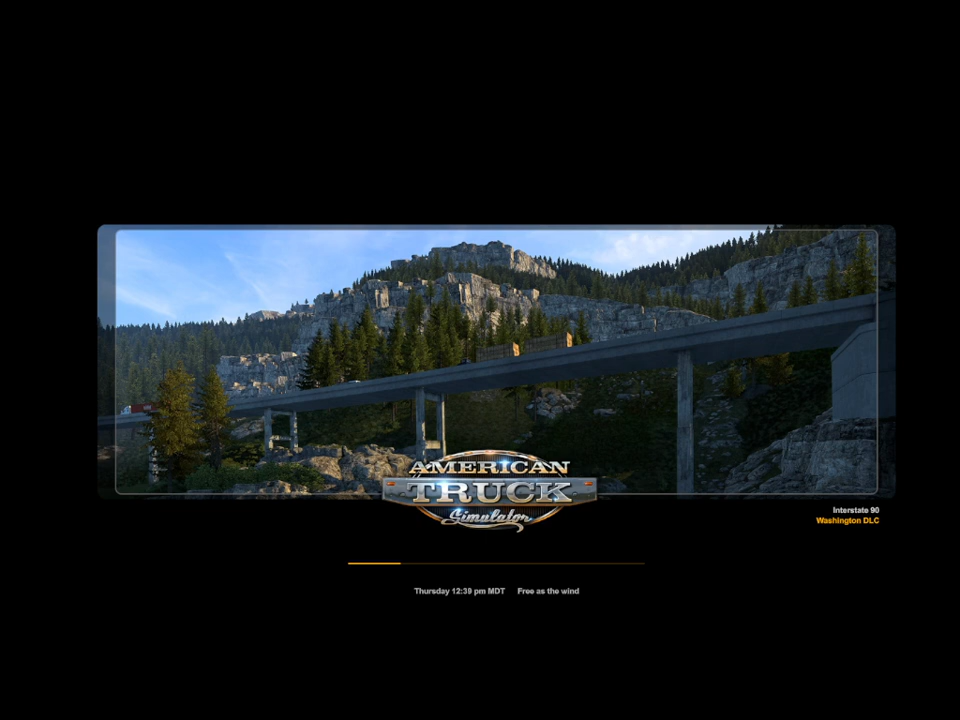 AMERICAN
TRUCK
Simulator
Interstate 90
Washington DLC
Thursday 12:39 pm MDT Free as the wind